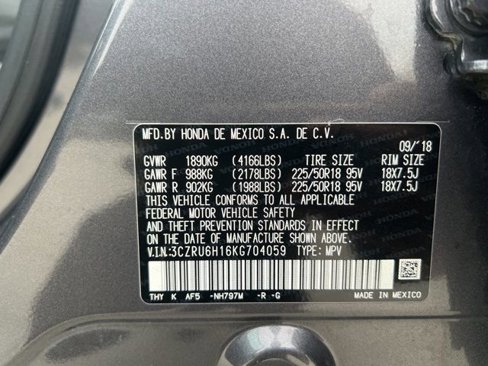 MFD.BY HONDA DE MEXICO S.A. DE C.V.
09/'18
GVWR 1890KG (4166LBS) TIRE SIZE RIM SIZE
GAWR F 988KG (2178LBS) 225/50R18 95V 18X7.5J
GAWR R 902KG (1988LBS) 225/50R18 95V 18X7.5J
THIS VEHICLE CONFORMS TO ALL APPLICABLE
FEDERAL MOTOR VEHICLE SAFETY
AND THEFT PREVENTION STANDARDS IN EFFECT
ON THE DATE OF MANUFACTURE SHOWN ABOVE.
V.I.N:3CZRU6H16KG704059 TYPE: MPV
THY K AF5 -NH797M -R -G
MADE IN MEXICO